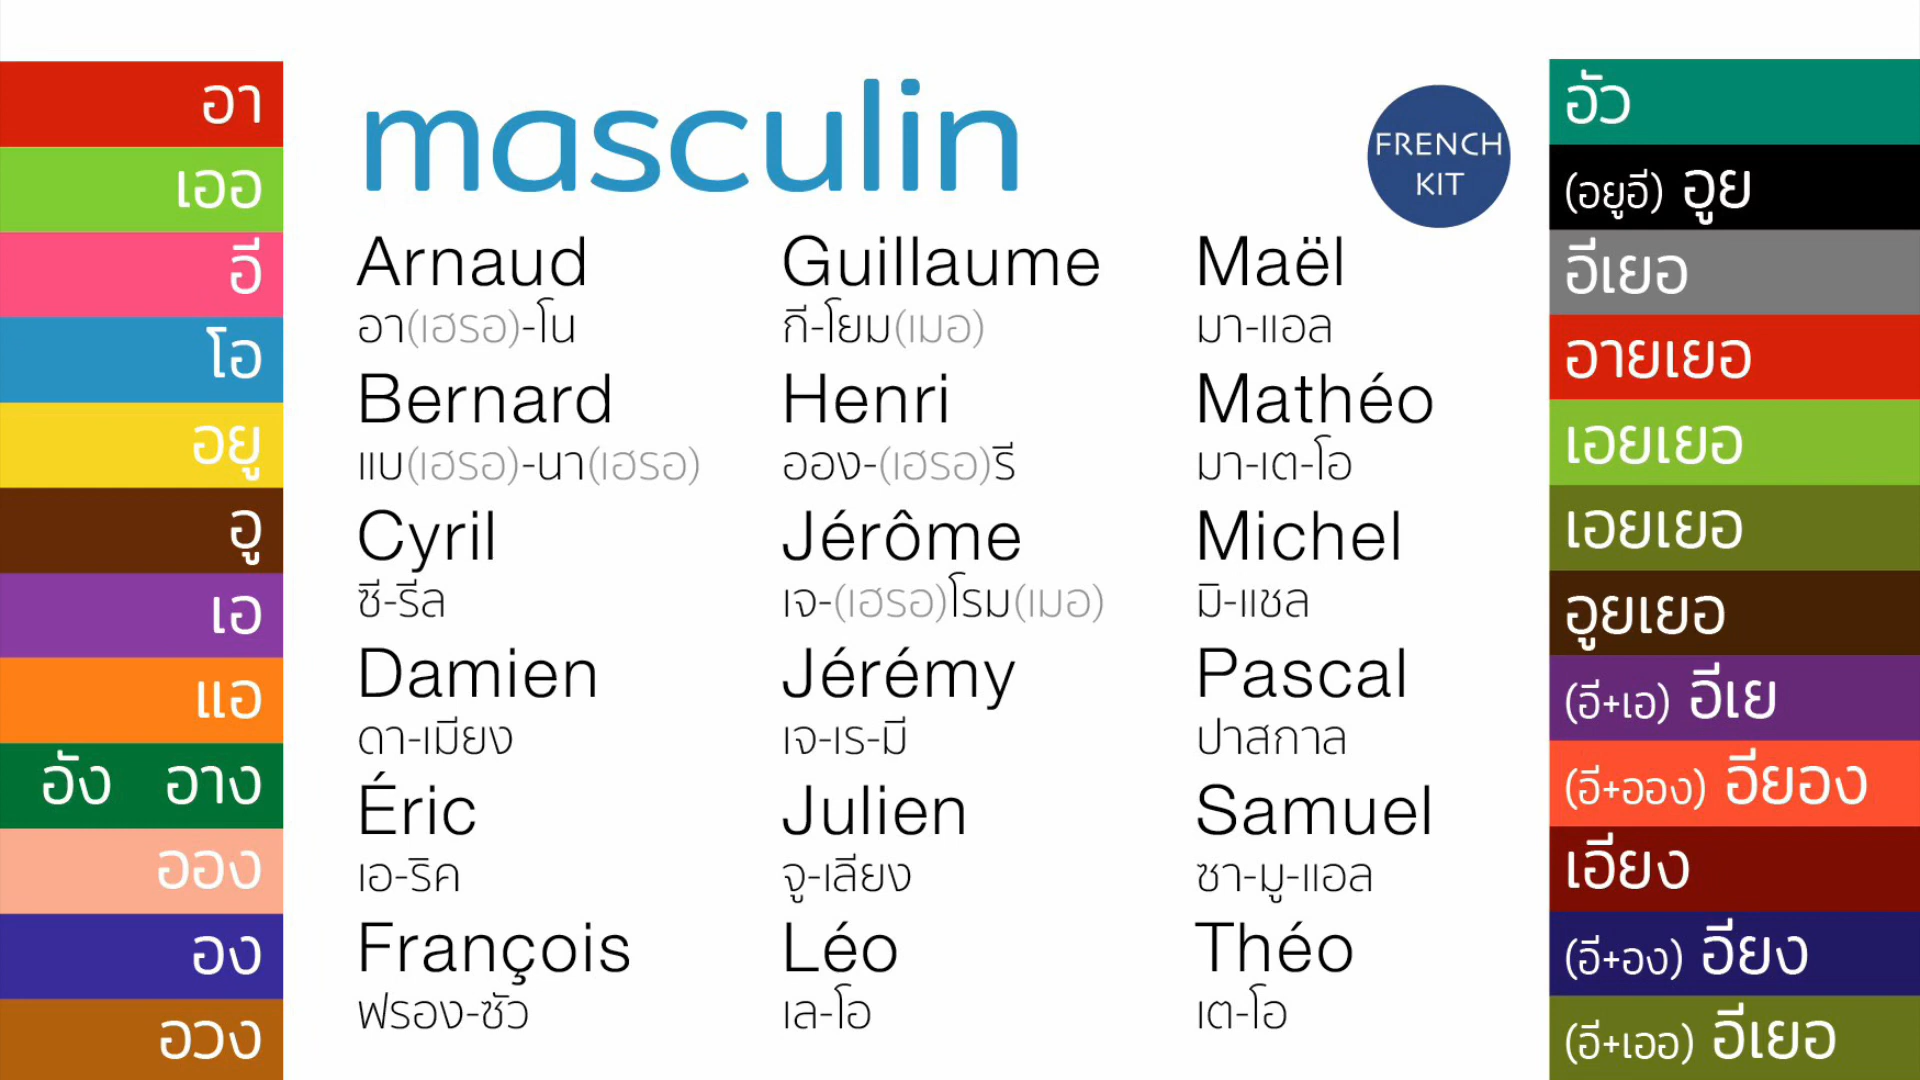 อา
เออ
อี
โอ
อยู
อู
เอ
แอ
อัง อาง
ออง
อง
อวง
masculin
FRENCH
KIT
Arnaud
อา(เฮรอ)-โน
Bernard
แบ(เฮรอ)-นา(เฮรอ)
Cyril
ซี-รีล
Damien
ดา-เมียง
Éric
เอ-ริค
François
ฟรออง-ซัว
Guillaume
กี-โยม(เมอ)
Henri
ออง-(เฮรอ)รี
Jérôme
เจ-(เฮรอ)โรม(เมอ)
Jérémy
เจ-เร-มี
Julien
จู-เลียง
Léo
เล-โอ
Maël
มา-แอล
Mathéo
มา-เต-โอ
Michel
มิ-แชล
Pascal
ปาสกาล
Samuel
ซา-มู-แอล
Théo
เต-โอ
อัว
(อยูอี) อูย
อีเยอ
อายเยอ
เอยเยอ
เอยเยอ
อูยเยอ
(อี+เอ) อีเย
(อี+ออง) อียอง
เอียง
(อี+อง) อียง
(อี+เออ) อีเยอ